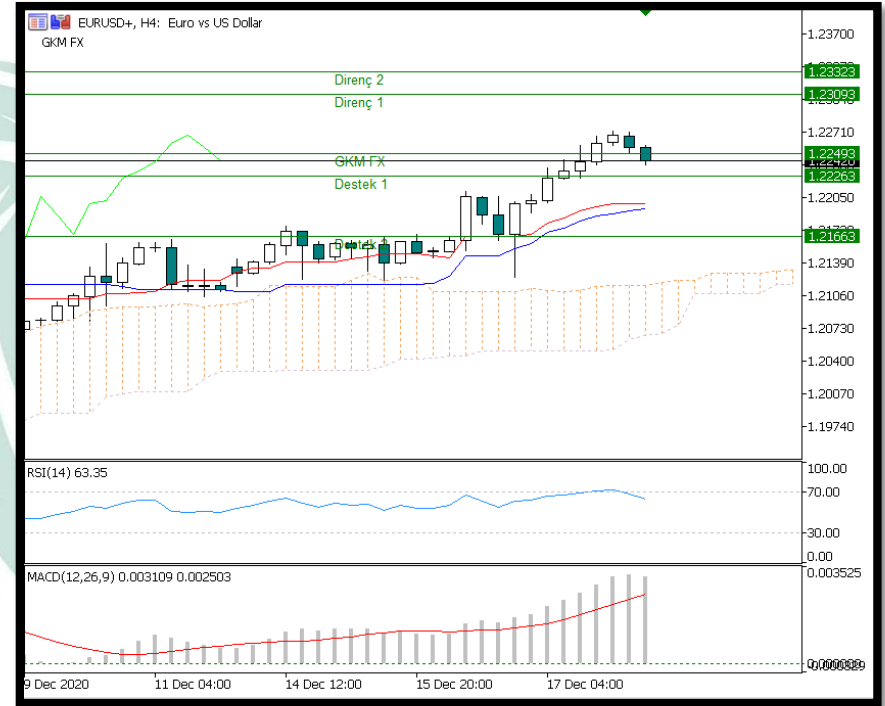 EURUSD+, H4: Euro vs US Dollar
GKM FX
1.23700
Direnç 2
1.23323
Direnç 1
1.23093
1.22710
1.22493
GKM FX
1.22420
1.22263
Destek 1
1.22050
1.21663
1.21390
1.21060
1.20730
1.20400
1.20070
1.19740
RSI(14) 63.35
100.00
70.00
30.00
0.00
MACD(12,26,9) 0.003109 0.002503
0.003525
9 Dec 2020
11 Dec 04:00
14 Dec 12:00
15 Dec 20:00
17 Dec 04:00